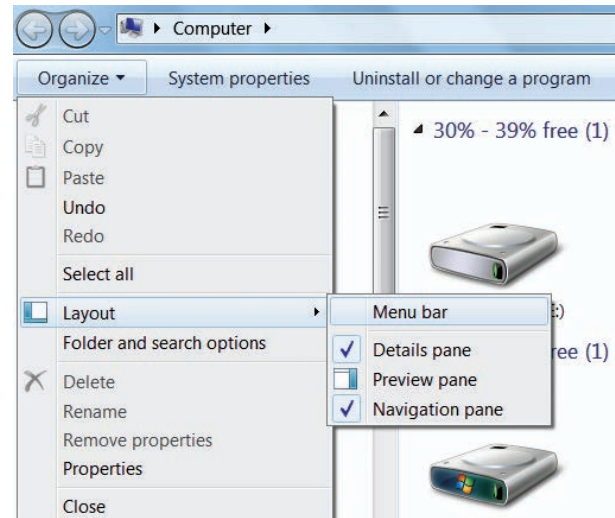 Computer
Organize
System properties
Uninstall or change a program
Cut
Copy
Paste
Undo
Redo
Select all
Layout
Folder and search options
Delete
Rename
Remove properties
Properties
Close
Menu bar
Details pane
Preview pane
Navigation pane
30% - 39% free (1)
:)
ree (1)